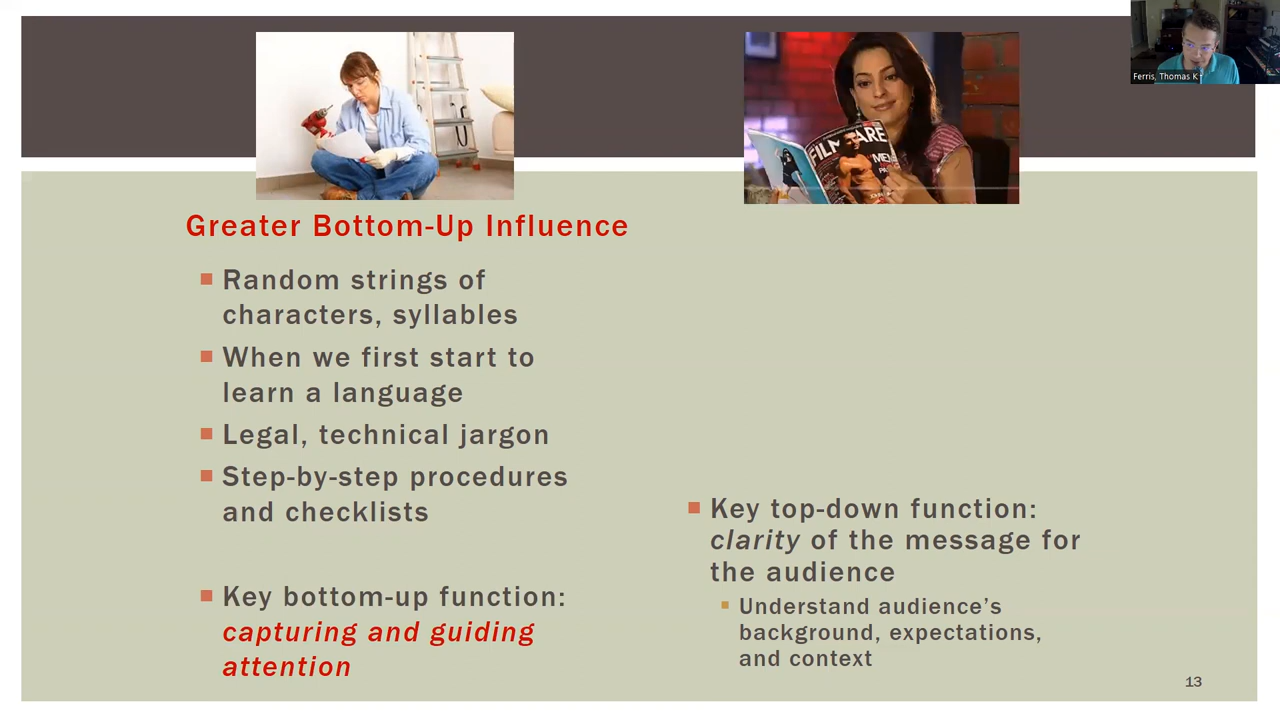 Ferris, Thomas K
FILMFARE
Greater Bottom-Up Influence
Random strings of
characters, syllables
When we first start to
learn a language
Legal, technical jargon
Step-by-step procedures
and checklists
Key bottom-up function:
capturing and guiding
attention
Key top-down function:
clarity of the message for
the audience
Understand audience's
background, expectations,
and context
13